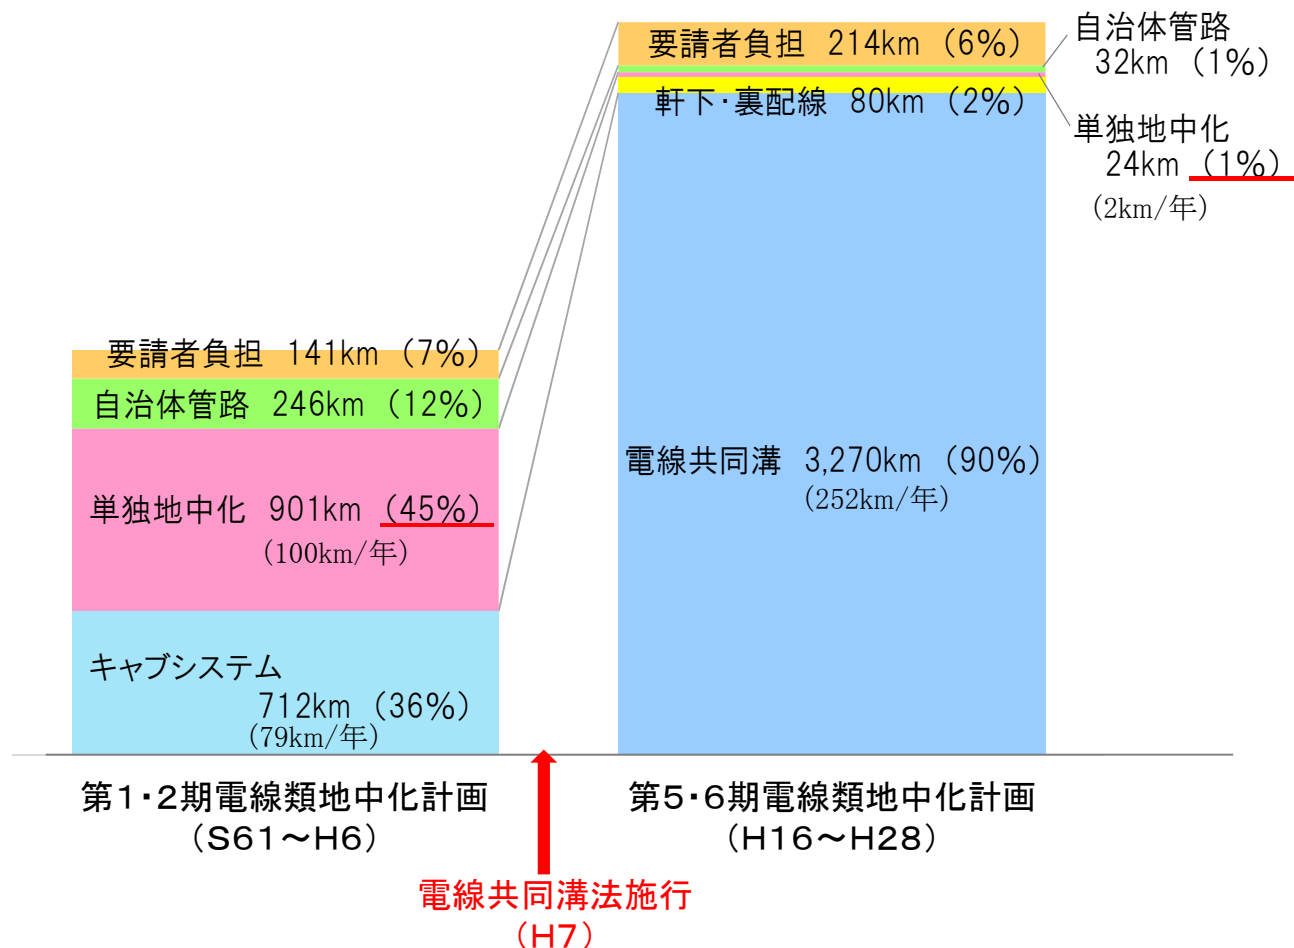 要請者負担 214km (6%)
自治体管路
32km (1%)
軒下･裏配線 80km (2%)
単独地中化
24km (1%)
(2km/年)
要請者負担 141km (7%)
自治体管路 246km (12%)
電線共同溝 3,270km (90%)
(252km/年)
単独地中化 901km (45%)
(100km/年)
キャブシステム
712km (36%)
(79km/年)
第1･2期電線類地中化計画
(S61～H6)
第5･6期電線類地中化計画
(H16～H28)
電線共同溝法施行
(H7)